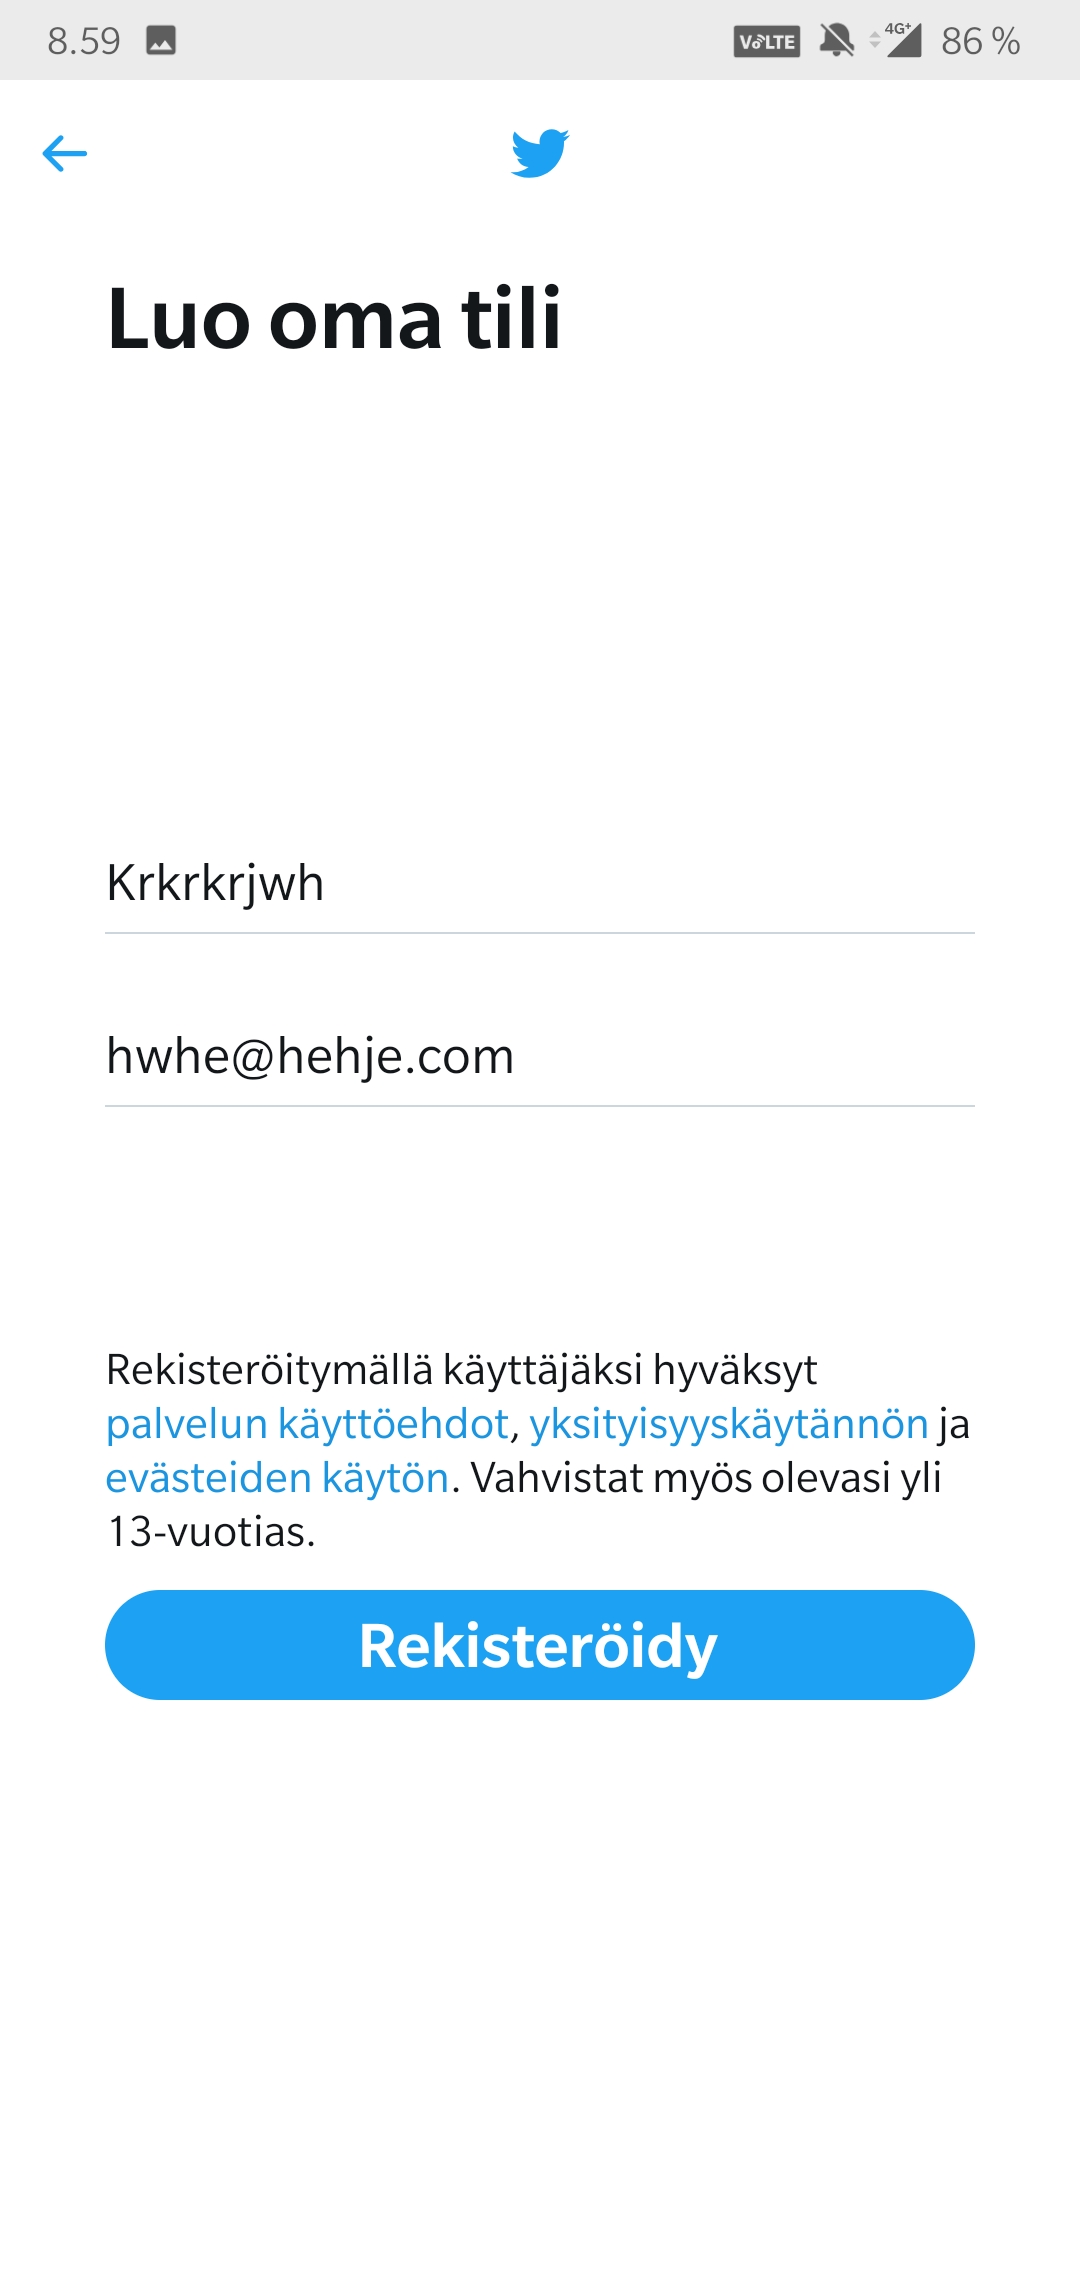 8.59
VoLTE 4G+ 86 %
Luo oma tili
Krkrkrjwh
hwhe@hehje.com
Rekisteröitymällä käyttäjäksi hyväksyt
palvelun käyttöehdot, yksityisyyskäytännön ja
evästeiden käytön. Vahvistat myös olevasi yli
13-vuotias.
Rekisteröidy